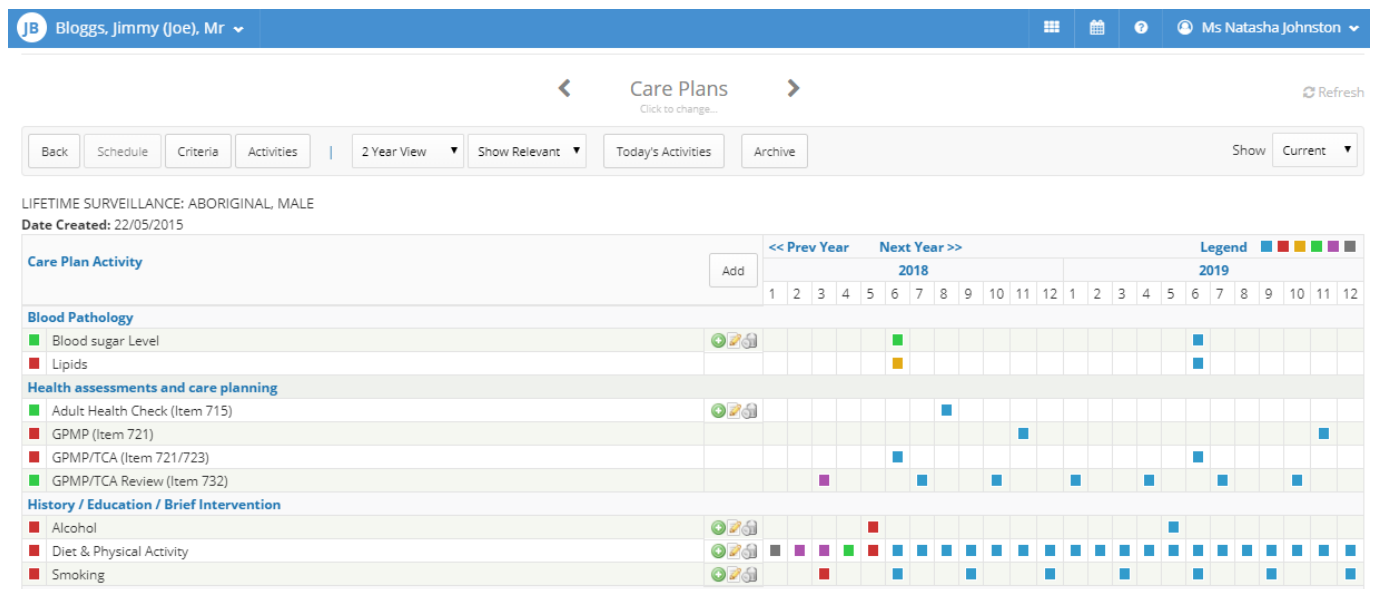 JB Bloggs, Jimmy (Joe), Mr Ms Natasha Johnston
Care Plans
Click to change...
Refresh
Back Schedule Criteria Activities | 2 Year View Show Relevant Today's Activities Archive Show Current
LIFETIME SURVEILLANCE: ABORIGINAL, MALE
Date Created: 22/05/2015
<< Prev Year Next Year >> Legend
Care Plan Activity Add
2018 2019
1 2 3 4 5 6 7 8 9 10 11 12 1 2 3 4 5 6 7 8 9 10 11 12
Blood Pathology
Blood sugar Level
Lipids
Health assessments and care planning
Adult Health Check (Item 715)
GPMP (Item 721)
GPMP/TCA (Item 721/723)
GPMP/TCA Review (Item 732)
History / Education / Brief Intervention
Alcohol
Diet & Physical Activity
Smoking